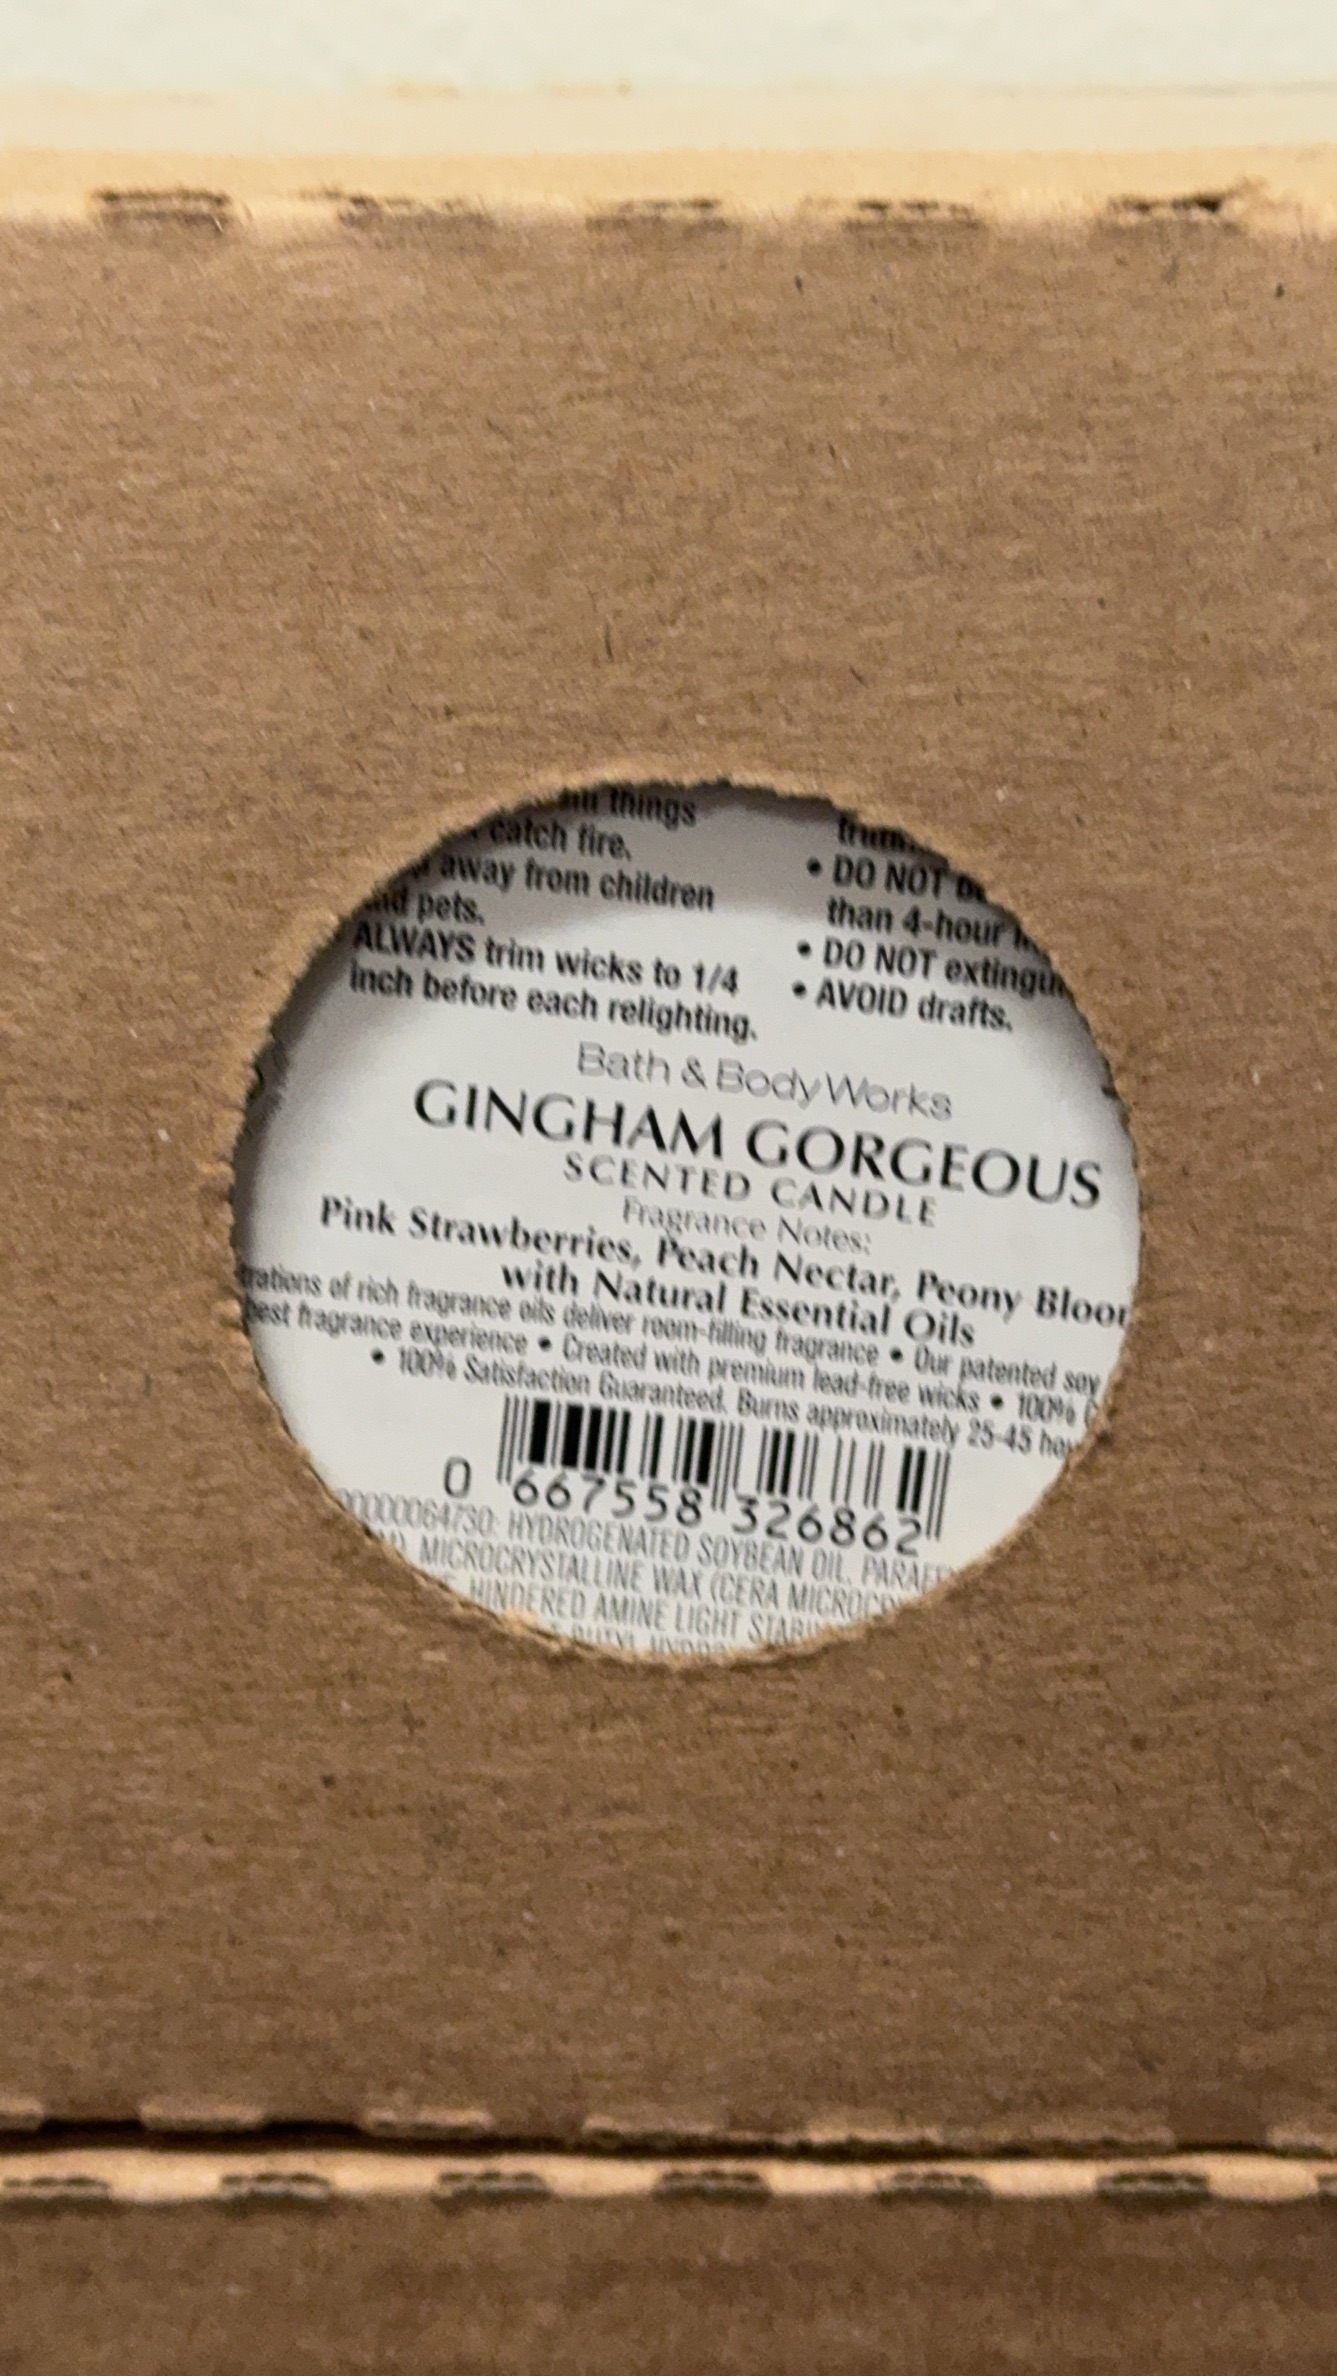 things
catch fire.
away from children
pets.
ALWAYS trim wicks to 1/4
inch before each relighting.
• DO NOT
than 4-hour
• DO NOT
• AVOID drafts.
Bath & Body Works
GINGHAM GORGEOUS
SCENTED CANDLE
Fragrance Notes:
Pink Strawberries, Peach Nectar, Peony
with Natural Essential Oils
of rich fragrance oils deliver room-filling fragrance • Our patented soy
best fragrance experience • Created with premium lead-free wicks • 100%
• 100% Satisfaction Guaranteed. Burns approximately 25-45
0 667558 326862
HYDROGENATED SOYBEAN OIL,
MICROCRYSTALLINE WAX (CERA
HINDERED AMINE LIGHT